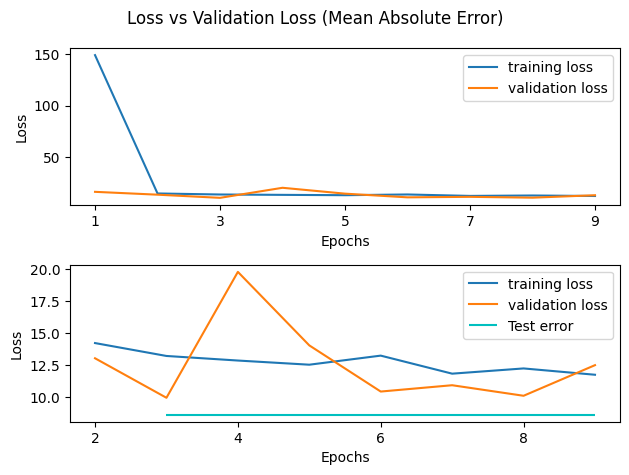 Loss vs Validation Loss (Mean Absolute Error)
150
100
50
Loss
training loss
validation loss
1 3 5 7 9
Epochs
20.0
17.5
15.0
12.5
10.0
Loss
training loss
validation loss
Test error
2 4 6 8
Epochs